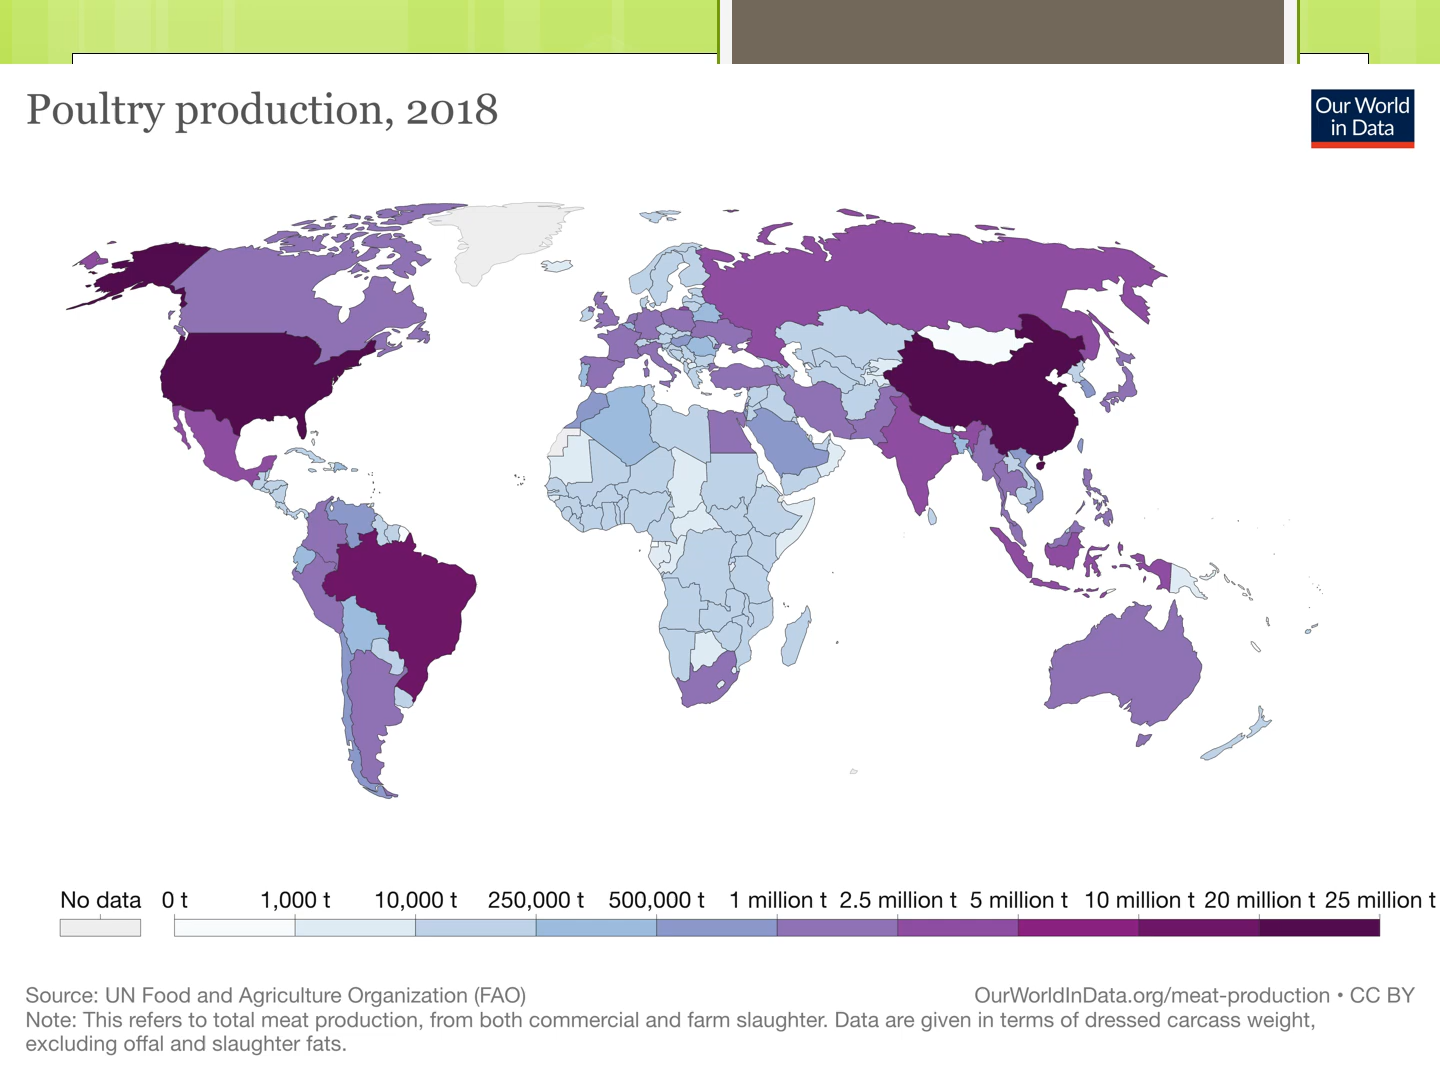 Poultry production, 2018
Our World
in Data
No data 0 t 1,000 t 10,000 t 250,000 t 500,000 t 1 million t 2.5 million t 5 million t 10 million t 20 million t 25 million t
Source: UN Food and Agriculture Organization (FAO)
OurWorldInData.org/meat-production • CC BY
Note: This refers to total meat production, from both commercial and farm slaughter. Data are given in terms of dressed carcass weight,
excluding offal and slaughter fats.